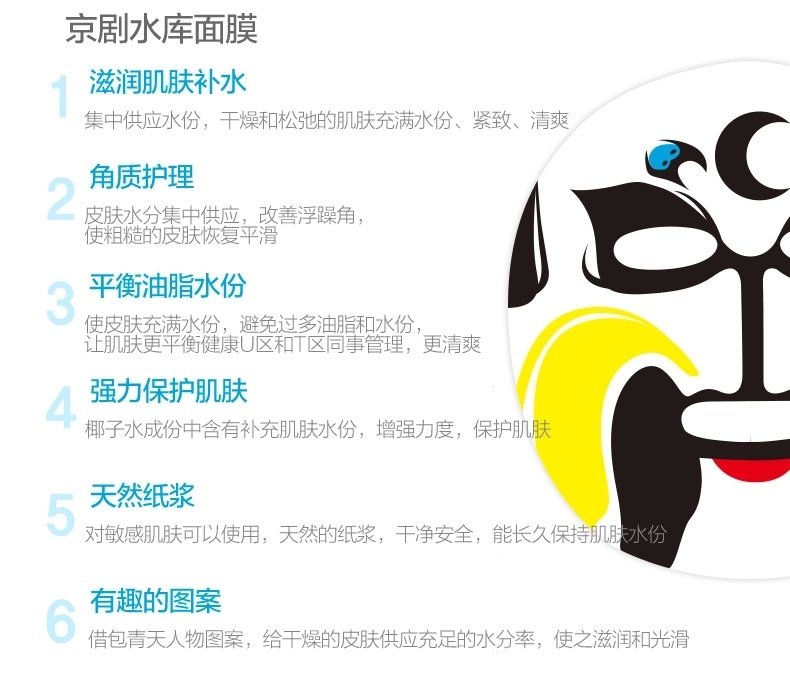 京剧水库面膜
1 滋润肌肤补水
集中供应水份，干燥和松弛的肌肤充满水份、紧致、清爽
2 角质护理
皮肤水分集中供应，改善浮躁角，
使粗糙的皮肤恢复平滑
3 平衡油脂水份
使皮肤充满水份，避免过多油脂和水份，
让肌肤更平衡健康U区和T区同事管理，更清爽
4 强力保护肌肤
椰子水成份中含有补充肌肤水份，增强力度，保护肌肤
5 天然纸浆
对敏感肌肤可以使用，天然的纸浆，干净安全，能长久保持肌肤水份
6 有趣的图案
借包青天人物图案，给干燥的皮肤供应充足的水分率，使之滋润和光滑